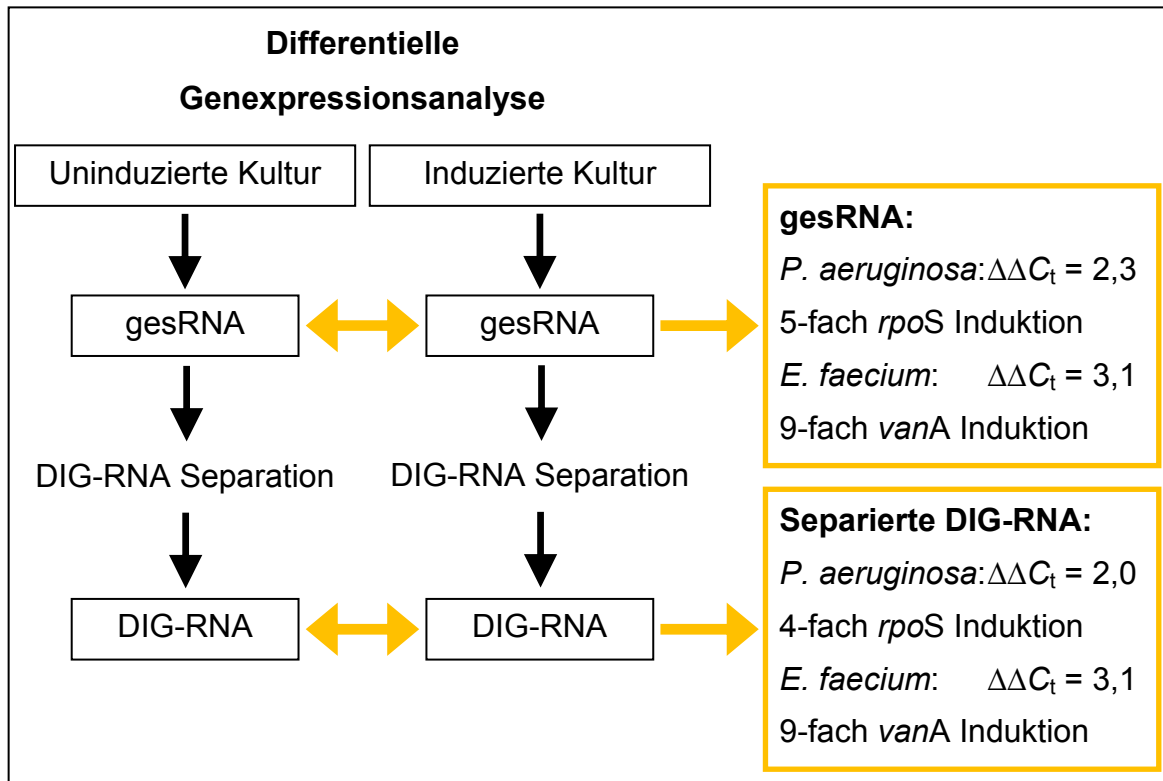 Differentielle
Genexpressionsanalyse
Uninduzierte Kultur
Induzierte Kultur
gesRNA
gesRNA
DIG-RNA Separation
DIG-RNA Separation
DIG-RNA
DIG-RNA
gesRNA:
P. aeruginosa: ΔΔCt = 2,3
5-fach rpoS Induktion
E. faecium: ΔΔCt = 3,1
9-fach vanA Induktion
Separierte DIG-RNA:
P. aeruginosa: ΔΔCt = 2,0
4-fach rpoS Induktion
E. faecium: ΔΔCt = 3,1
9-fach vanA Induktion